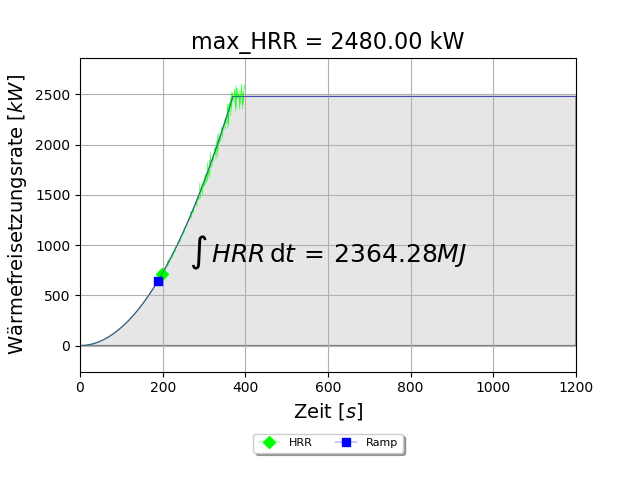 max_HRR = 2480.00 kW
Wärmefreisetzungsrate [kW]
2500
2000
1500
1000
500
0
∫ HRR dt = 2364.28MJ
0 200 400 600 800 1000 1200
Zeit [s]
HRR Ramp